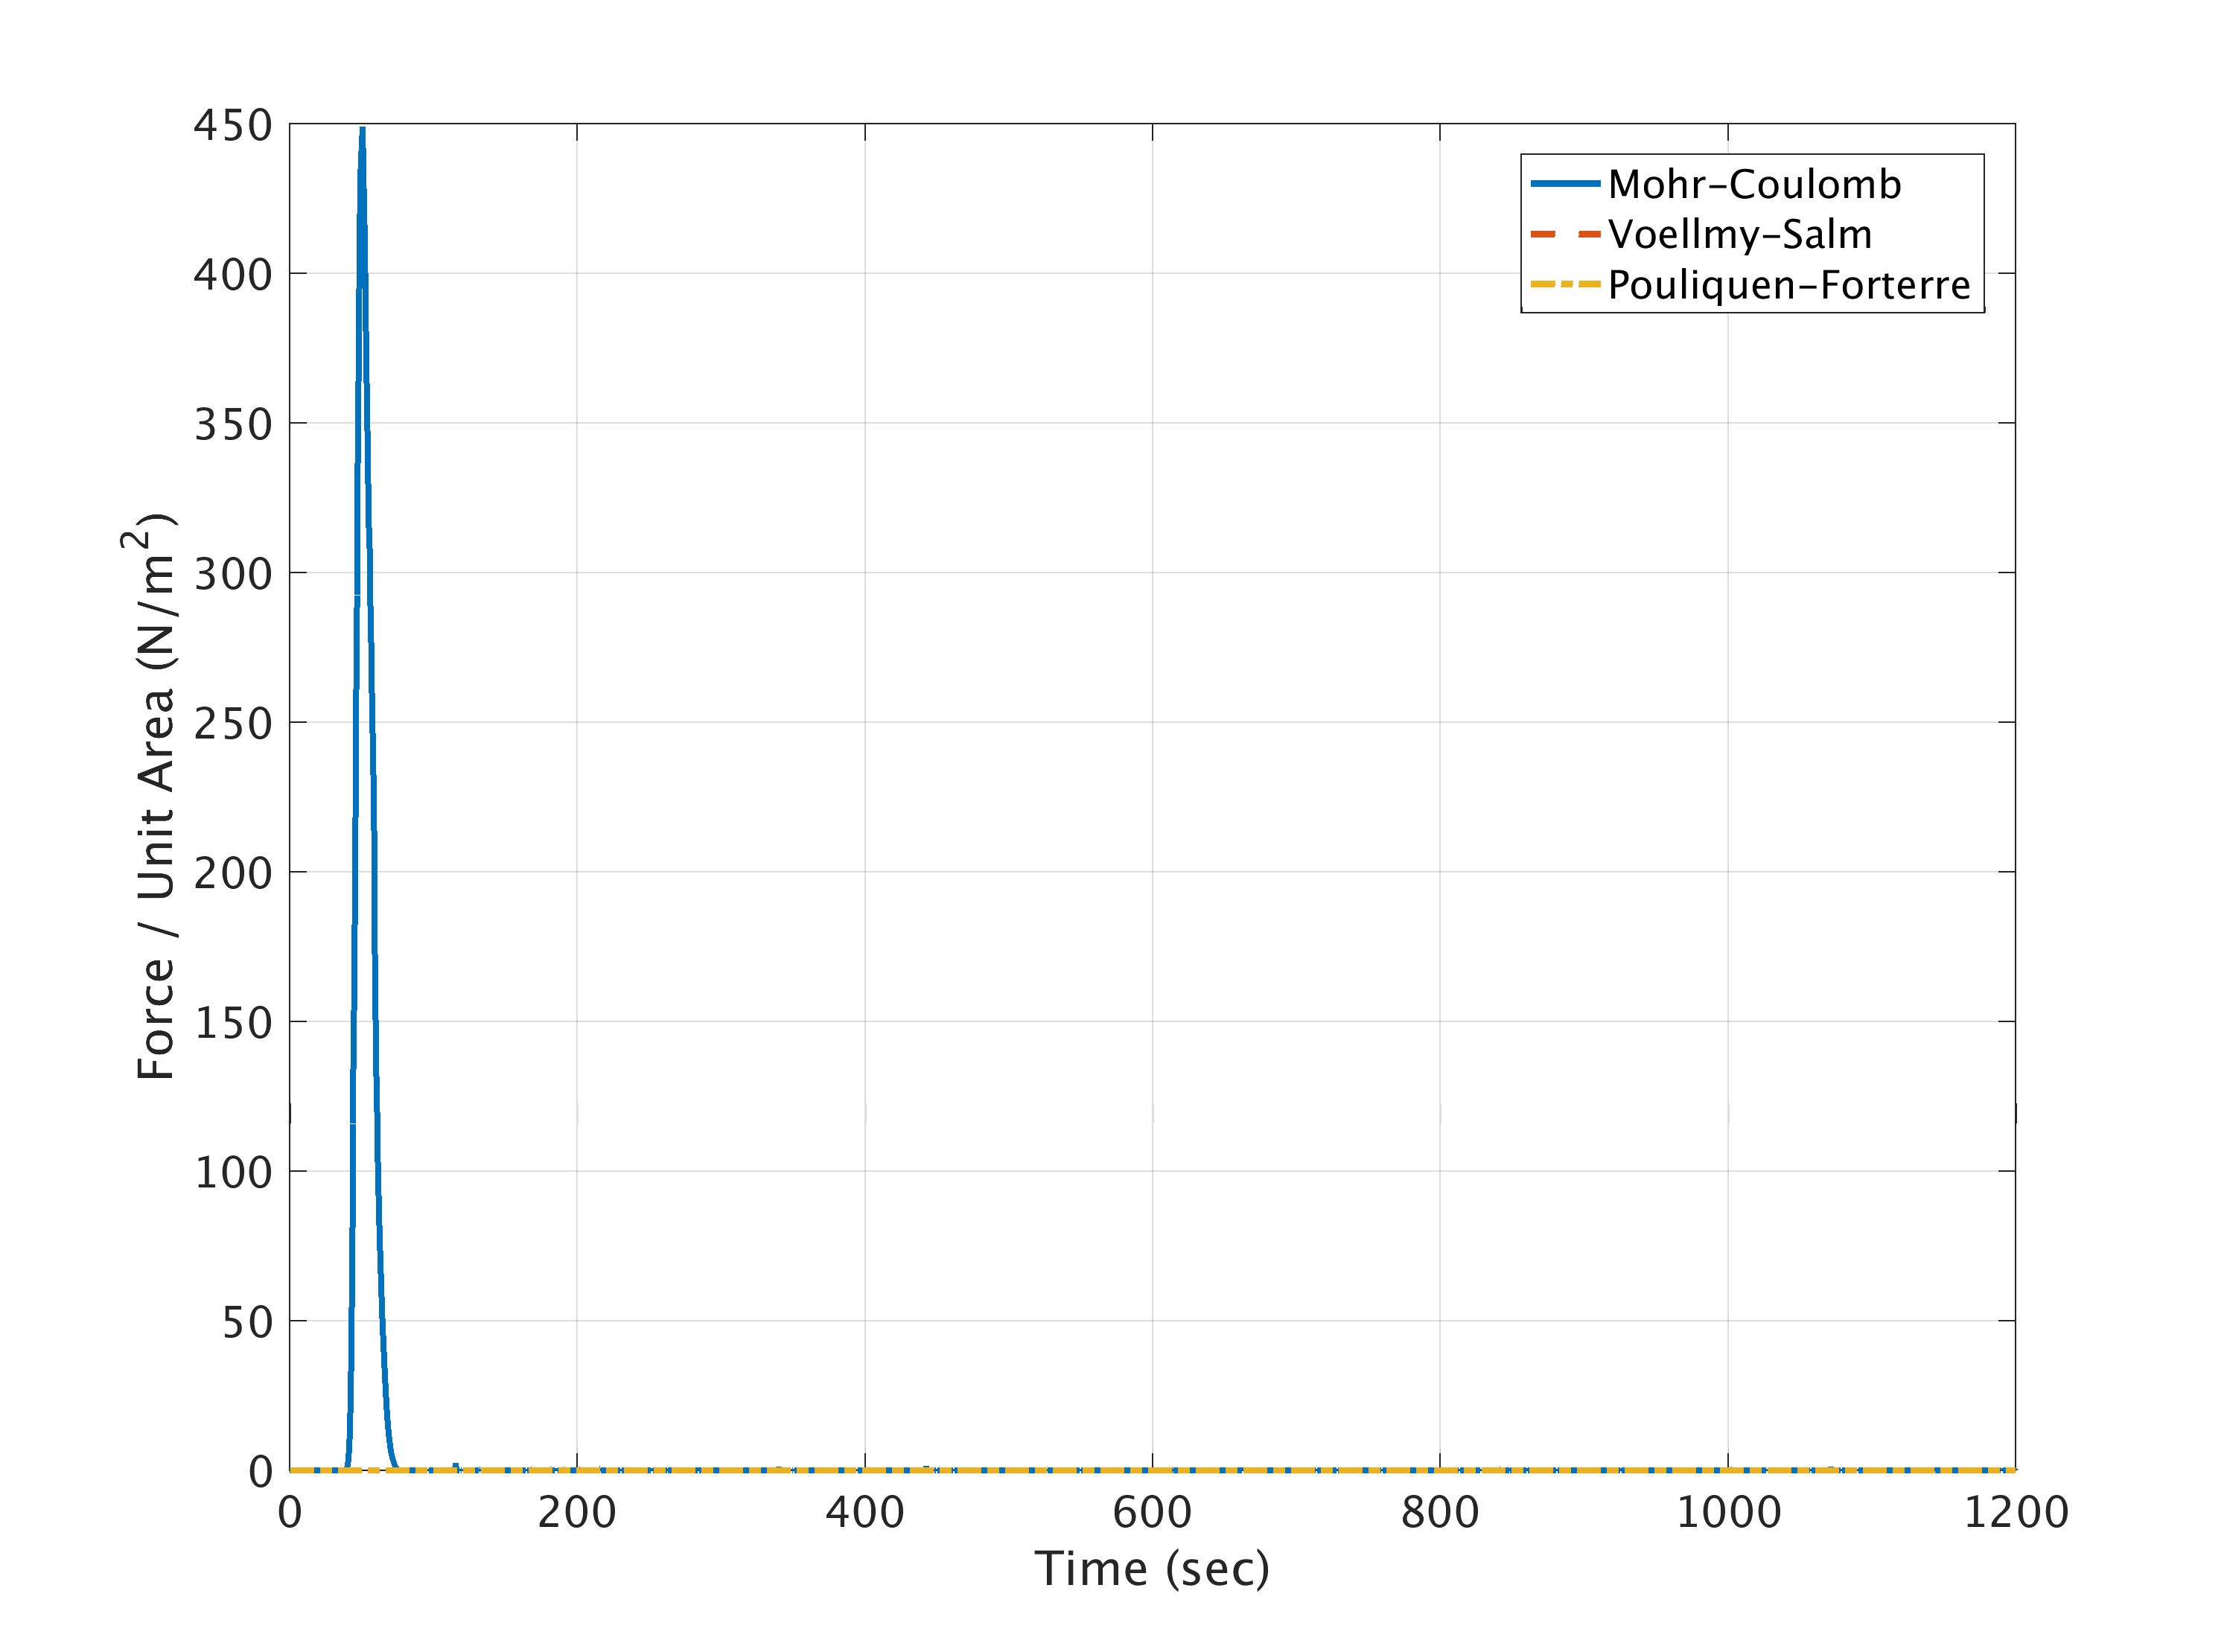 450
400
350
300
250
200
150
100
50
0
0 200 400 600 800 1000 1200
Time (sec)
Force / Unit Area (N/m²)
Mohr-Coulomb
Voellmy-Salm
Pouliquen-Forterre